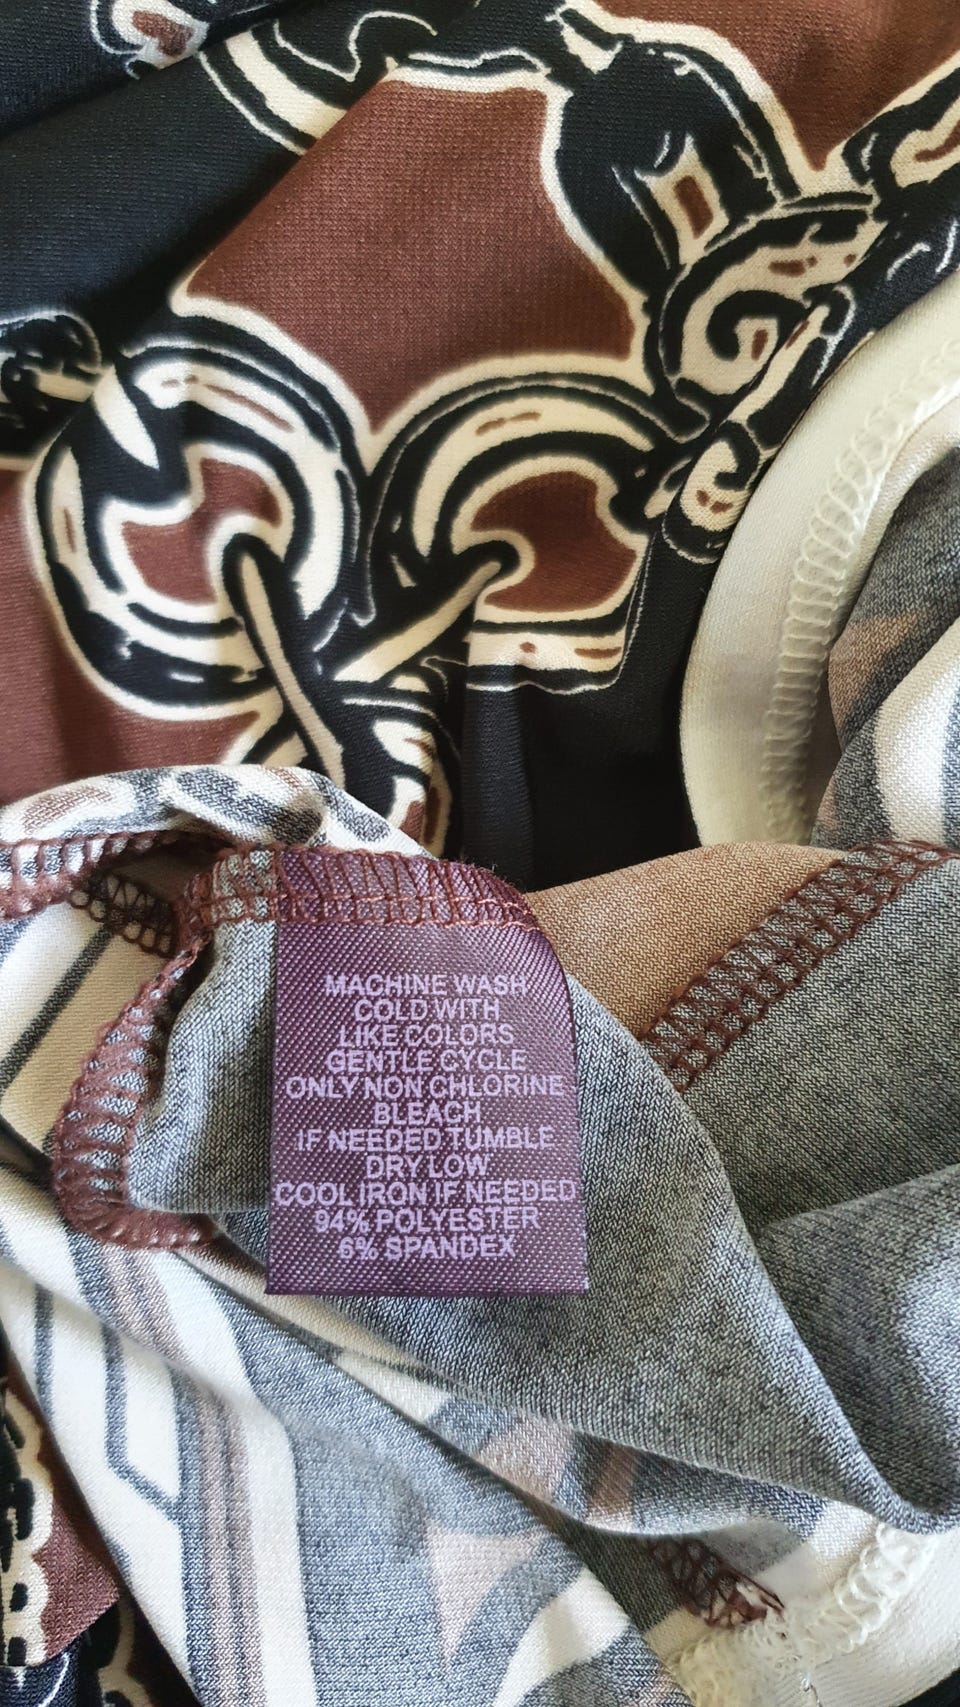 MACHINE WASH
COLD WITH
LIKE COLORS
GENTLE CYCLE
ONLY NON CHLORINE
BLEACH
IF NEEDED TUMBLE
DRY LOW
COOL IRON IF NEEDED
94% POLYESTER
6% SPANDEX